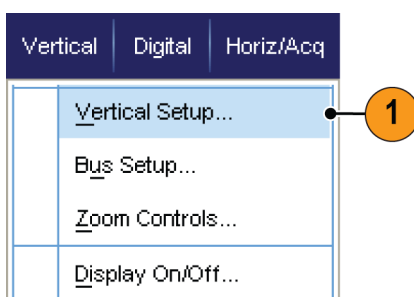 Vertical Digital Horiz/Acq
Vertical Setup...
1
Bus Setup...
Zoom Controls...
Display On/Off...